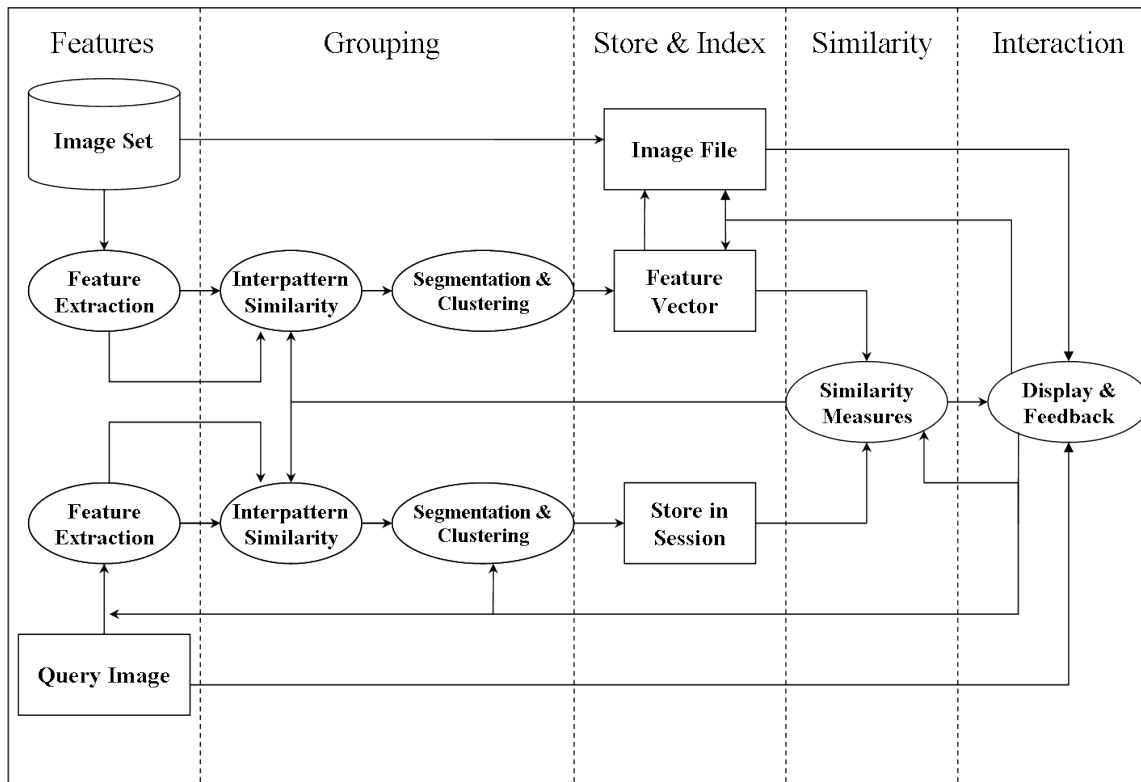 Features
Grouping
Store & Index
Similarity
Interaction
Image Set
Image File
Feature
Extraction
Interpattern
Similarity
Segmentation &
Clustering
Feature
Vector
Similarity
Measures
Display &
Feedback
Feature
Extraction
Interpattern
Similarity
Segmentation &
Clustering
Store in
Session
Query Image